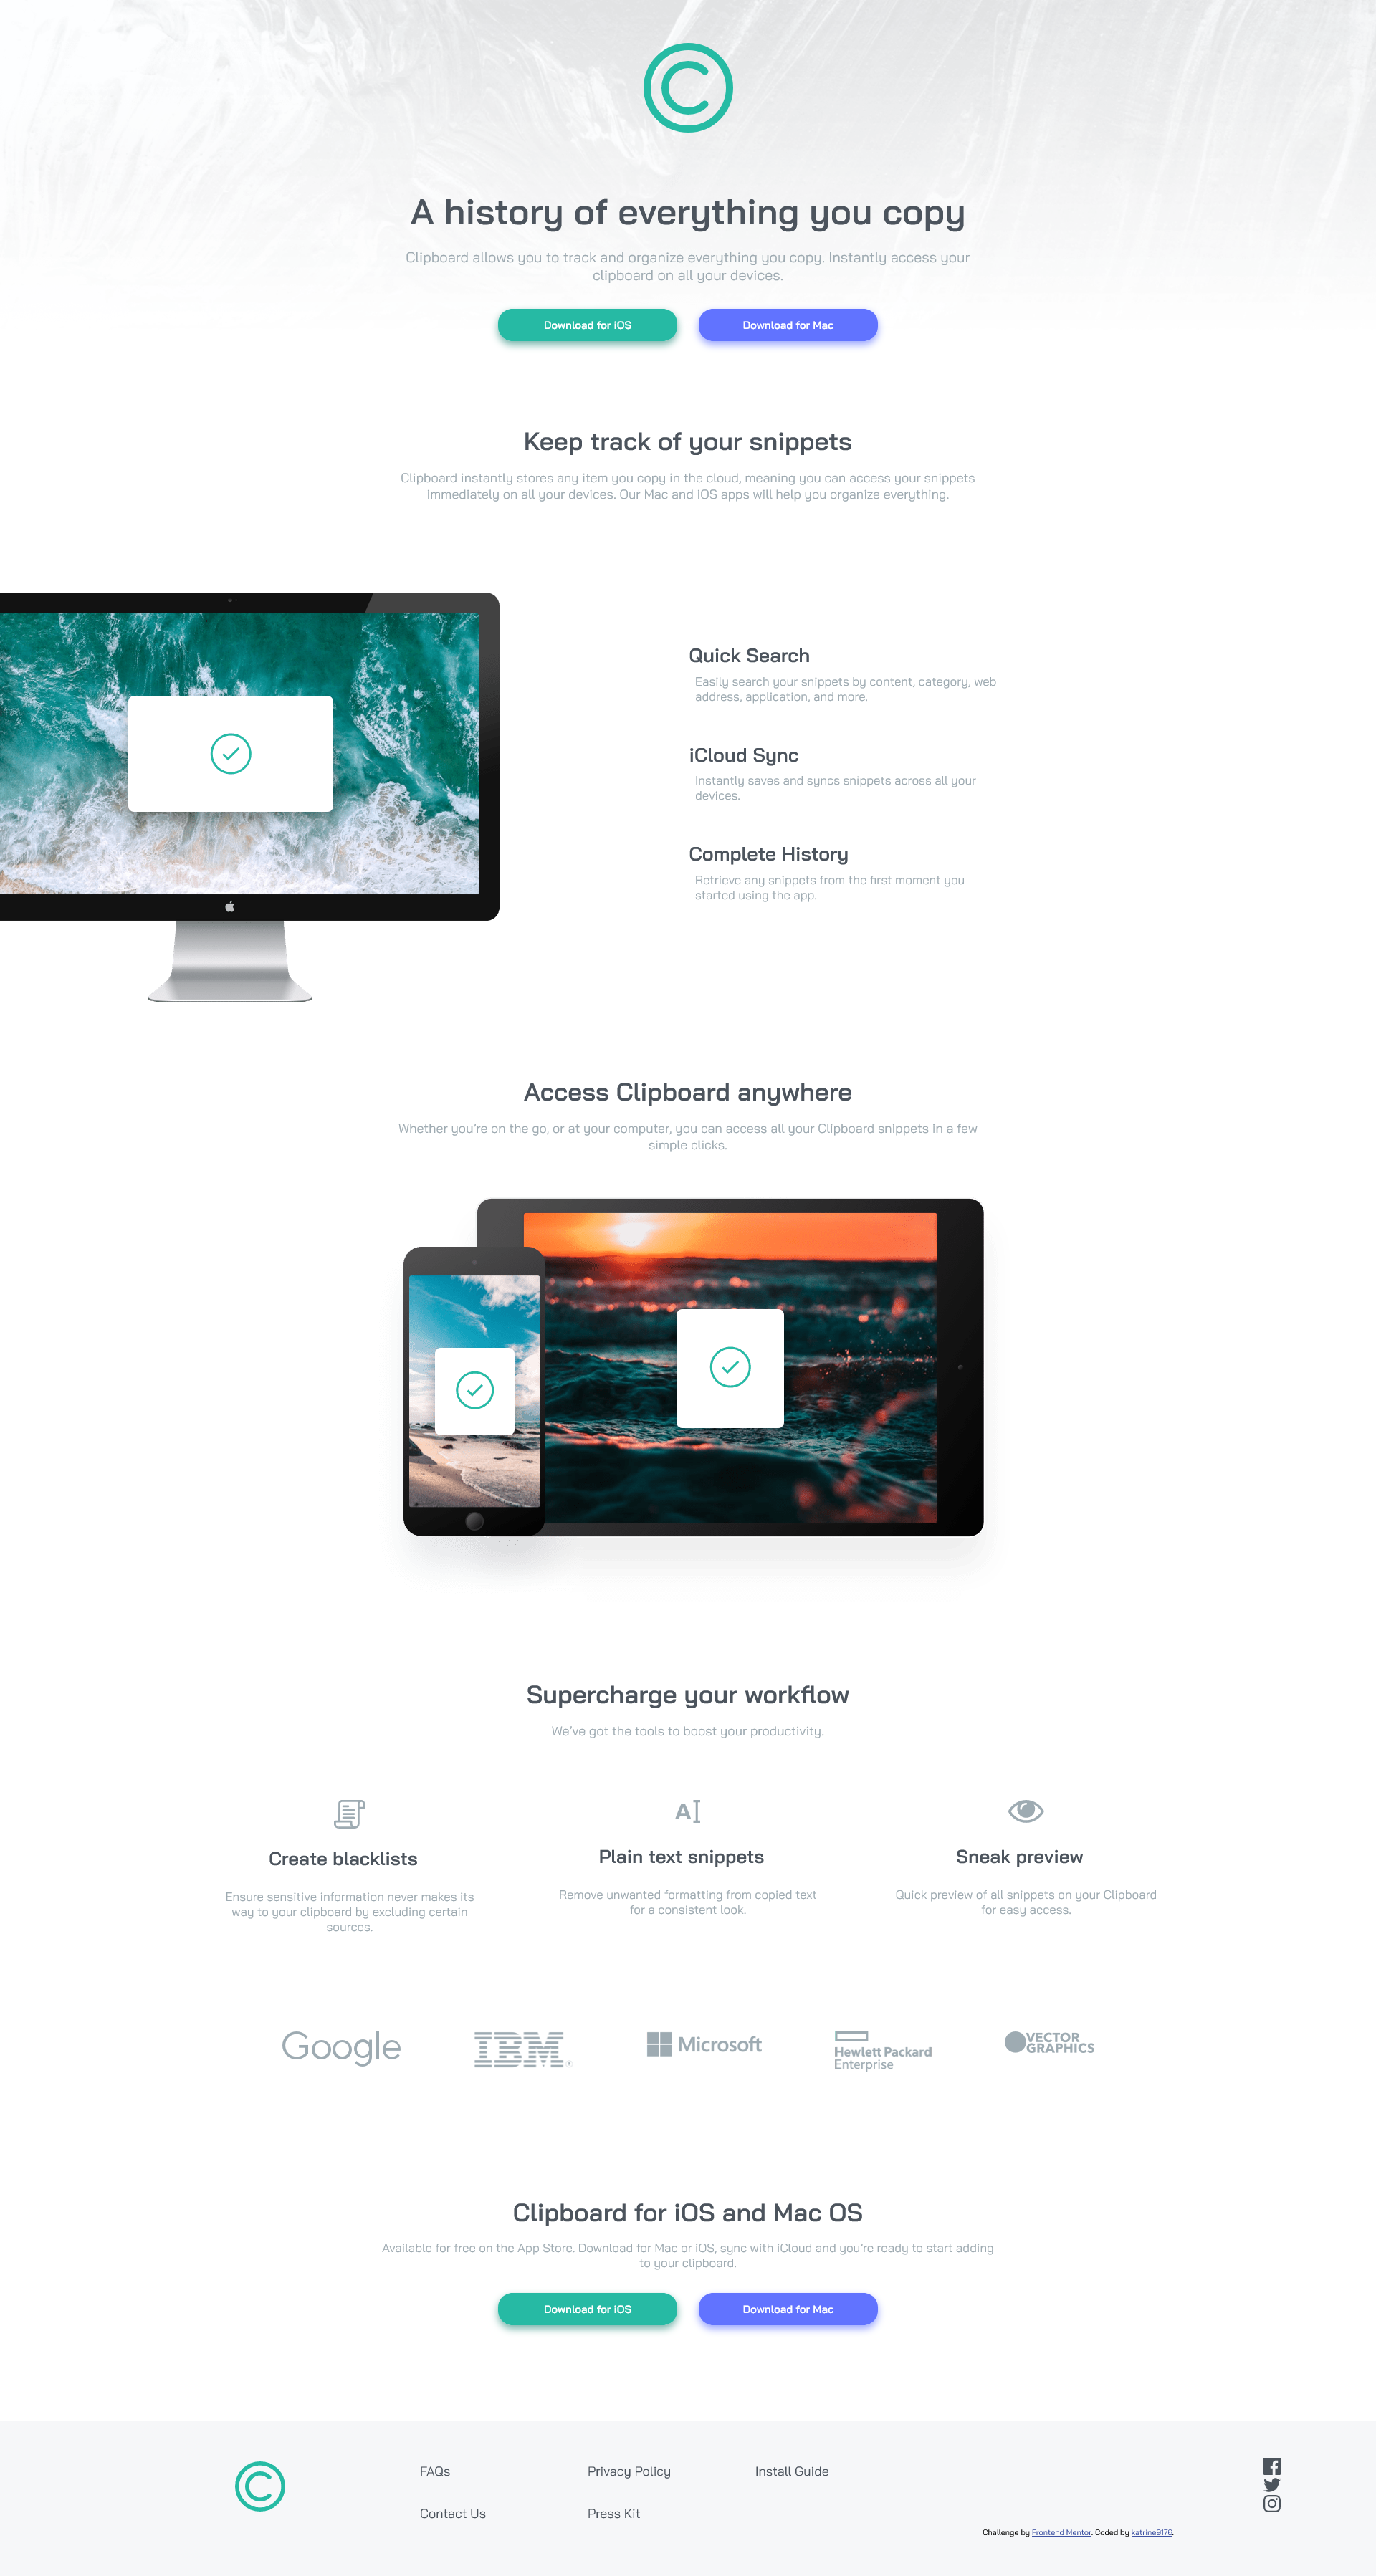 A history of everything you copy
Clipboard allows you to track and organize everything you copy. Instantly access your
clipboard on all your devices.
Download for iOS
Download for Mac
Keep track of your snippets
Clipboard instantly stores any item you copy in the cloud, meaning you can access your snippets
immediately on all your devices. Our Mac and iOS apps will help you organize everything.
Quick Search
Easily search your snippets by content, category, web
address, application, and more.
iCloud Sync
Instantly saves and syncs snippets across all your
devices.
Complete History
Retrieve any snippets from the first moment you
started using the app.
Access Clipboard anywhere
Whether you’re on the go, or at your computer, you can access all your Clipboard snippets in a few
simple clicks.
Supercharge your workflow
We’ve got the tools to boost your productivity.
Create blacklists
Ensure sensitive information never makes its
way to your clipboard by excluding certain
sources.
Plain text snippets
Remove unwanted formatting from copied text
for a consistent look.
Sneak preview
Quick preview of all snippets on your Clipboard
for easy access.
Google
IBM
Microsoft
Hewlett Packard
Enterprise
VECTOR
GRAPHICS
Clipboard for iOS and Mac OS
Available for free on the App Store. Download for Mac or iOS, sync with iCloud and you’re ready to start adding
to your clipboard.
Download for iOS
Download for Mac
FAQs
Privacy Policy
Install Guide
Contact Us
Press Kit
Challenge by Frontend Mentor. Coded by katrine9176.